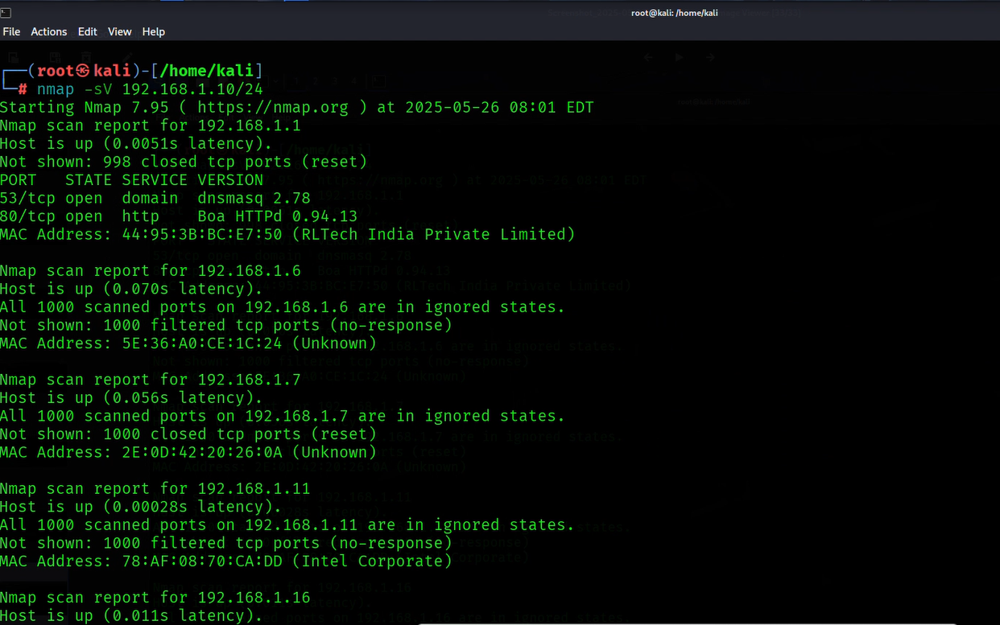 root@kali: /home/kali
File Actions Edit View Help
┌──(root㉿kali)-[/home/kali]
└─# nmap -sV 192.168.1.10/24
Starting Nmap 7.95 ( https://nmap.org ) at 2025-05-26 08:01 EDT
Nmap scan report for 192.168.1.1
Host is up (0.0051s latency).
Not shown: 998 closed tcp ports (reset)
PORT   STATE SERVICE VERSION
53/tcp open  domain  dnsmasq 2.78
80/tcp open  http    Boa HTTPd 0.94.13
MAC Address: 44:95:3B:BC:E7:50 (RLTech India Private Limited)
Nmap scan report for 192.168.1.6
Host is up (0.070s latency).
All 1000 scanned ports on 192.168.1.6 are in ignored states.
Not shown: 1000 filtered tcp ports (no-response)
MAC Address: 5E:36:A0:CE:1C:24 (Unknown)
Nmap scan report for 192.168.1.7
Host is up (0.056s latency).
All 1000 scanned ports on 192.168.1.7 are in ignored states.
Not shown: 1000 closed tcp ports (reset)
MAC Address: 2E:0D:42:20:26:0A (Unknown)
Nmap scan report for 192.168.1.11
Host is up (0.00028s latency).
All 1000 scanned ports on 192.168.1.11 are in ignored states.
Not shown: 1000 filtered tcp ports (no-response)
MAC Address: 78:AF:08:70:CA:DD (Intel Corporate)
Nmap scan report for 192.168.1.16
Host is up (0.011s latency).